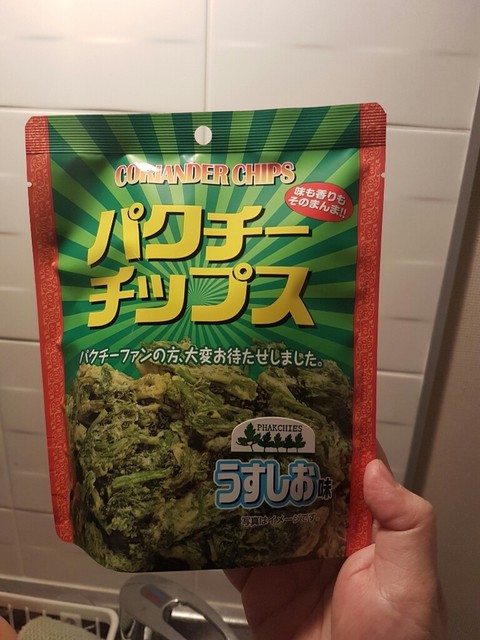 CORIANDER CHIPS
味も香りも
そのまんま!!
パクチー
チップス
パクチーファンの方、大変お待たせしました。
PHAKCHIES
うすしお味
写真はイメージです。